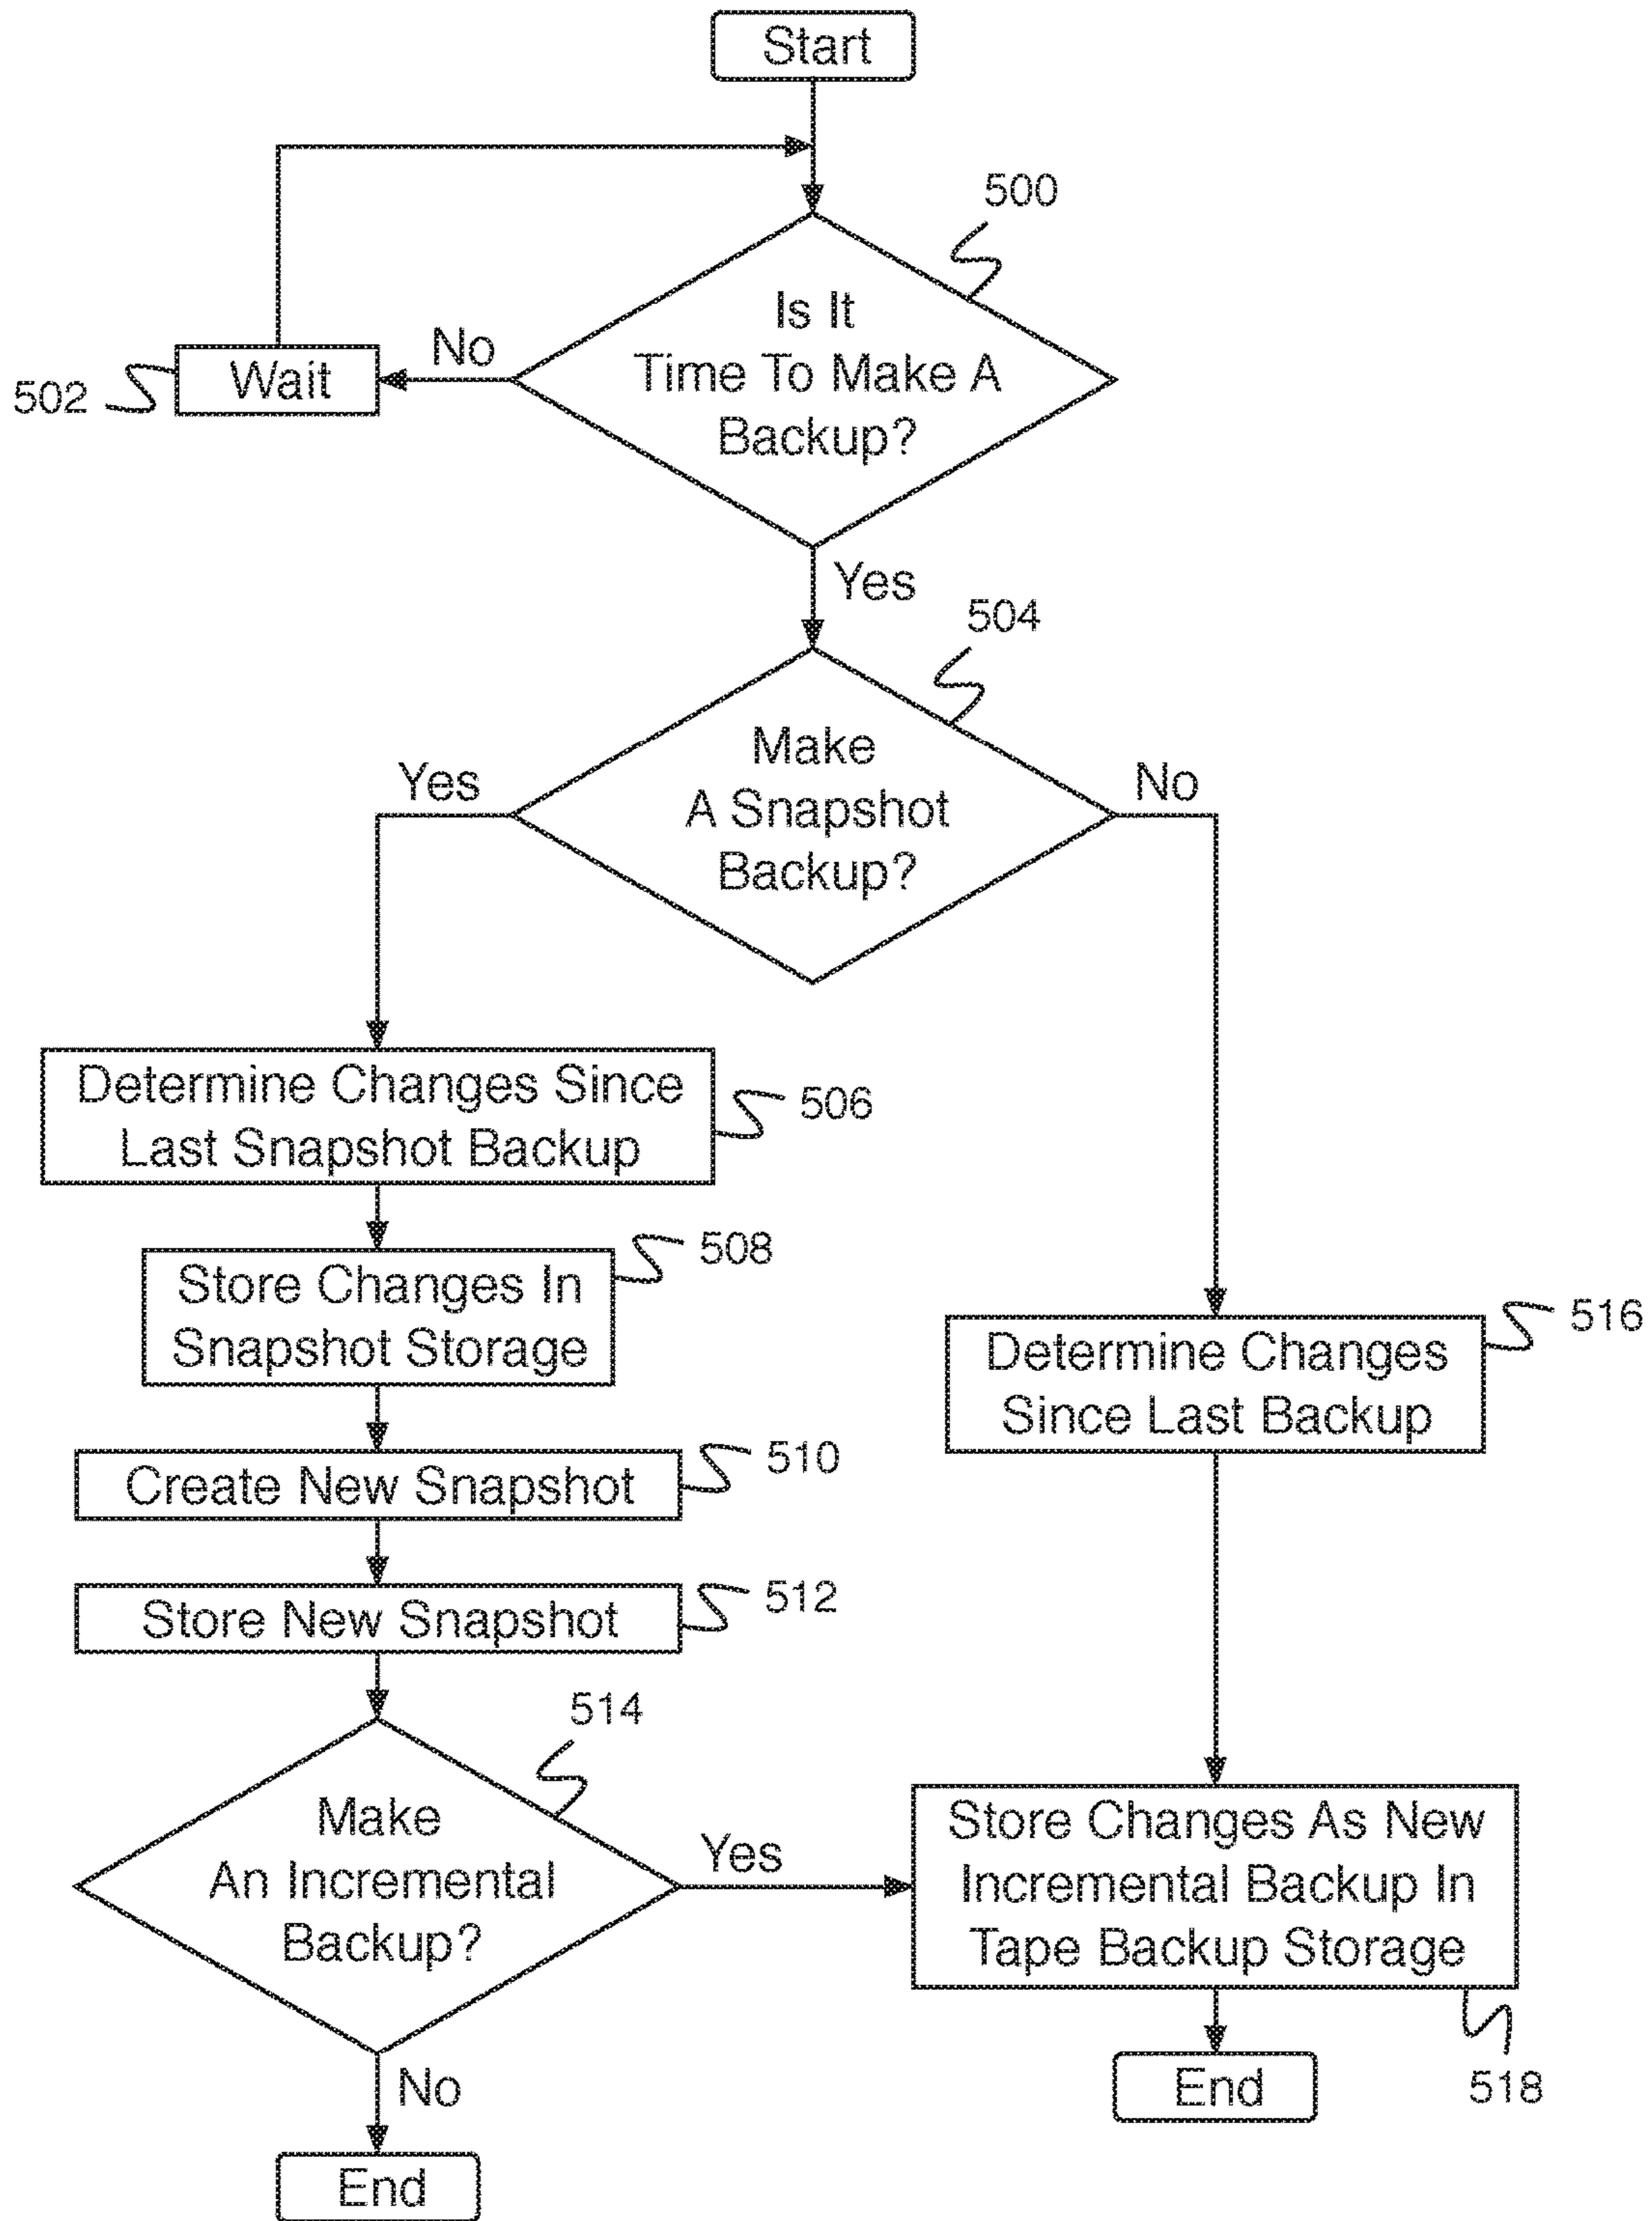 Start
500
Is It
Time To Make A
Backup?
No
Wait
502
Yes
504
Make
A Snapshot
Backup?
Yes
No
Determine Changes Since
Last Snapshot Backup
506
Store Changes In
Snapshot Storage
508
Determine Changes
Since Last Backup
516
Create New Snapshot
510
Store New Snapshot
512
514
Make
An Incremental
Backup?
Yes
Store Changes As New
Incremental Backup In
Tape Backup Storage
518
No
End
End